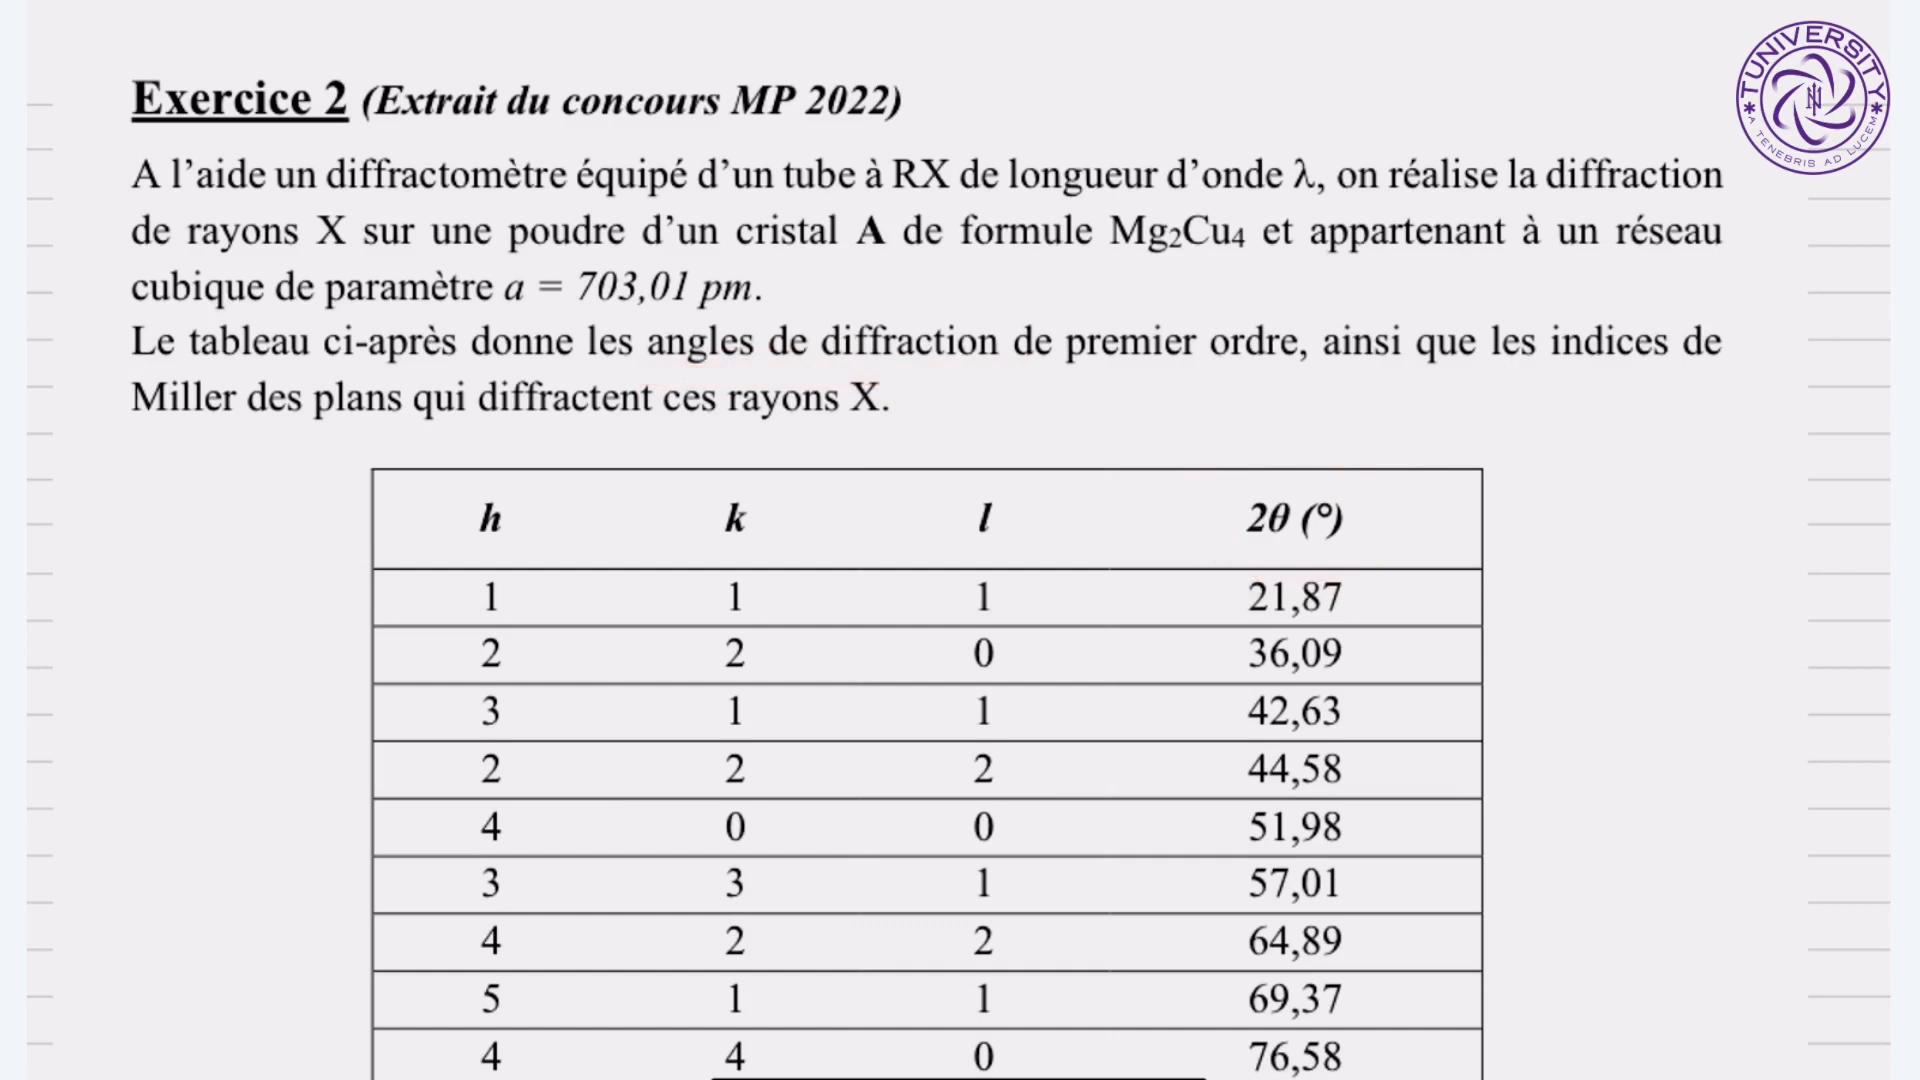 Exercice 2 (Extrait du concours MP 2022)
TUNIVERSITY
A TENEBRIS AD LUCEM
A l’aide un diffractomètre équipé d’un tube à RX de longueur d’onde λ, on réalise la diffraction
de rayons X sur une poudre d’un cristal A de formule Mg₂Cu₄ et appartenant à un réseau
cubique de paramètre a = 703,01 pm.
Le tableau ci-après donne les angles de diffraction de premier ordre, ainsi que les indices de
Miller des plans qui diffractent ces rayons X.
h k l 2θ (°)
1 1 1 21,87
2 2 0 36,09
3 1 1 42,63
2 2 2 44,58
4 0 0 51,98
3 3 1 57,01
4 2 2 64,89
5 1 1 69,37
4 4 0 76,58